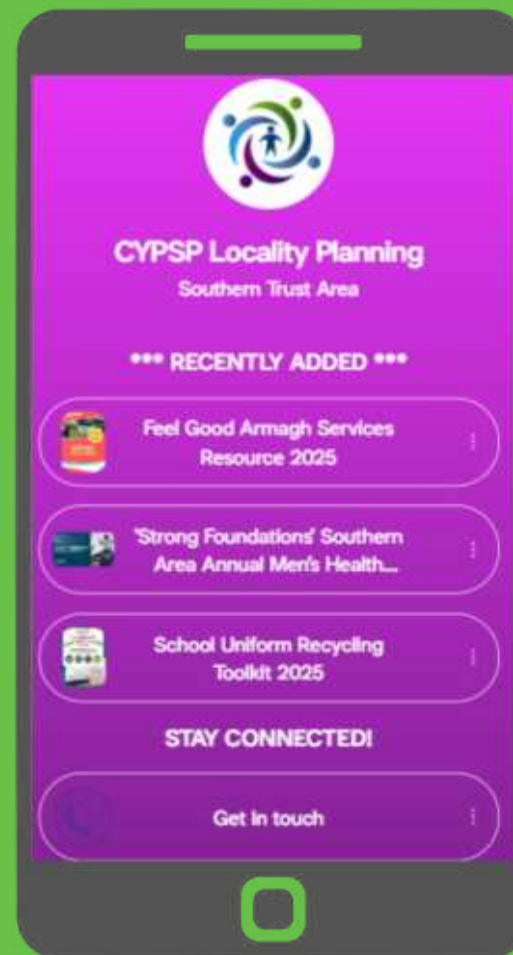 CYPSP Locality Planning
Southern Trust Area
*** RECENTLY ADDED ***
Feel Good Armagh Services
Resource 2025
'Strong Foundations' Southern
Area Annual Men's Health...
School Uniform Recycling
Toolkit 2025
STAY CONNECTED!
Get in touch